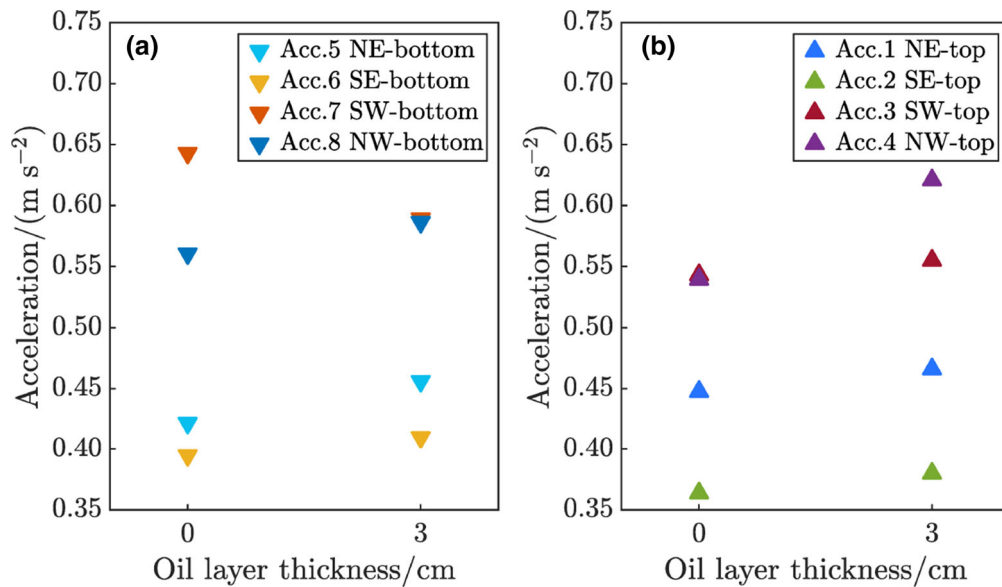 (a)
Acc.5 NE-bottom
Acc.6 SE-bottom
Acc.7 SW-bottom
Acc.8 NW-bottom
0.75
0.70
0.65
0.60
0.55
0.50
0.45
0.40
0.35
Acceleration/(m s⁻²)
0 3
Oil layer thickness/cm
(b)
Acc.1 NE-top
Acc.2 SE-top
Acc.3 SW-top
Acc.4 NW-top
0.75
0.70
0.65
0.60
0.55
0.50
0.45
0.40
0.35
Acceleration/(m s⁻²)
0 3
Oil layer thickness/cm